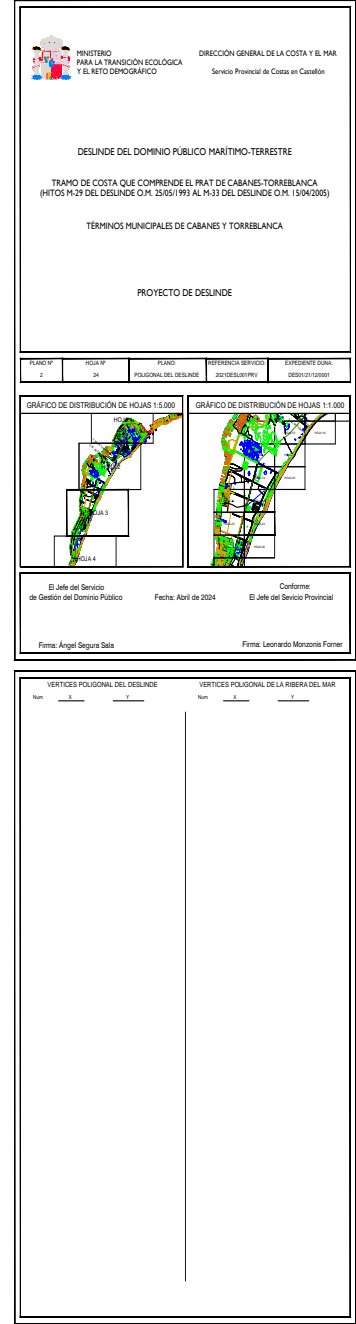 MINISTERIO
PARA LA TRANSICIÓN ECOLÓGICA
Y EL RETO DEMOGRÁFICO
DIRECCIÓN GENERAL DE LA COSTA Y EL MAR
Servicio Provincial de Costas en Castellón
DESLINDE DEL DOMINIO PÚBLICO MARÍTIMO-TERRESTRE
TRAMO DE COSTA QUE COMPRENDE EL PRAT DE CABANES-TORREBLANCA
(HITOS M-29 DEL DESLINDE O.M. 25/05/1993 AL M-33 DEL DESLINDE O.M. 15/04/2005)
TÉRMINOS MUNICIPALES DE CABANES Y TORREBLANCA
PROYECTO DE DESLINDE
PLANO Nº HOJA Nº PLANO: REFERENCIA SERVICIO: EXPEDIENTE DUNA:
2 24 POLIGONAL DEL DESLINDE 2021DESL001PRV DES01/21/12/0001
GRÁFICO DE DISTRIBUCIÓN DE HOJAS 1:5.000
GRÁFICO DE DISTRIBUCIÓN DE HOJAS 1:1.000
HOJA 3
HOJA 4
El Jefe del Servicio
de Gestión del Dominio Público
Fecha: Abril de 2024
Conforme:
El Jefe del Sevicio Provincial
Firma: Ángel Segura Sala
Firma: Leonardo Monzonis Forner
VERTICES POLIGONAL DEL DESLINDE
Num X Y
VERTICES POLIGONAL DE LA RIBERA DEL MAR
Num X Y